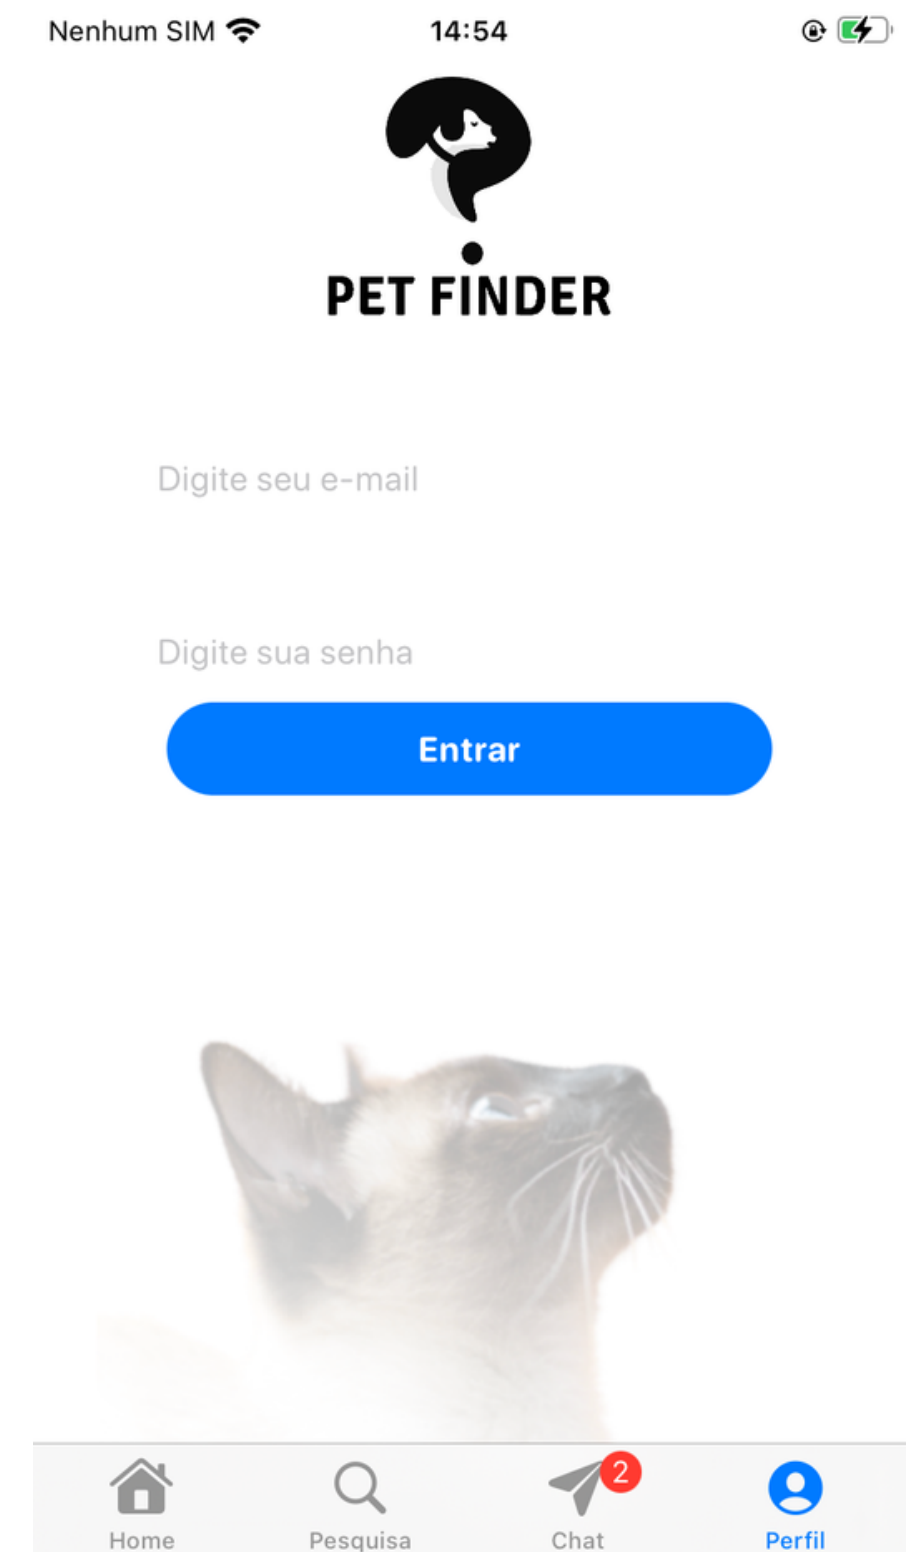 Nenhum SIM 14:54
PET FINDER
Digite seu e-mail
Digite sua senha
Entrar
2
Home Pesquisa Chat Perfil